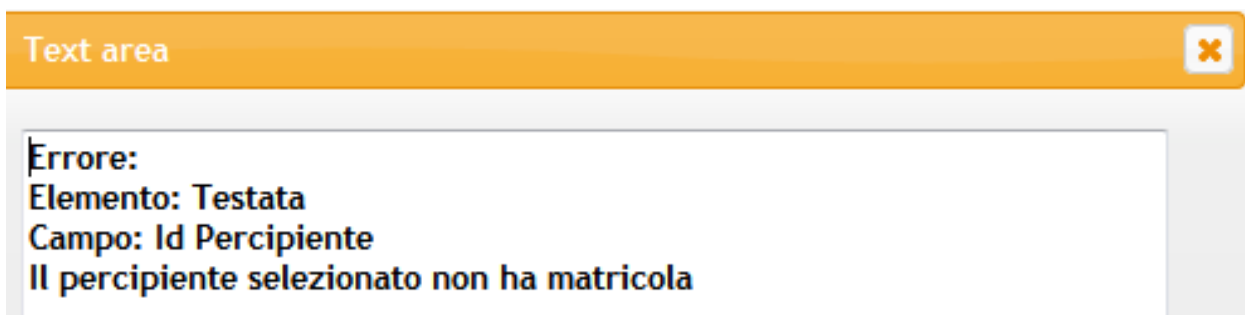 Text area
Errore:
Elemento: Testata
Campo: Id Percipiente
Il percipiente selezionato non ha matricola